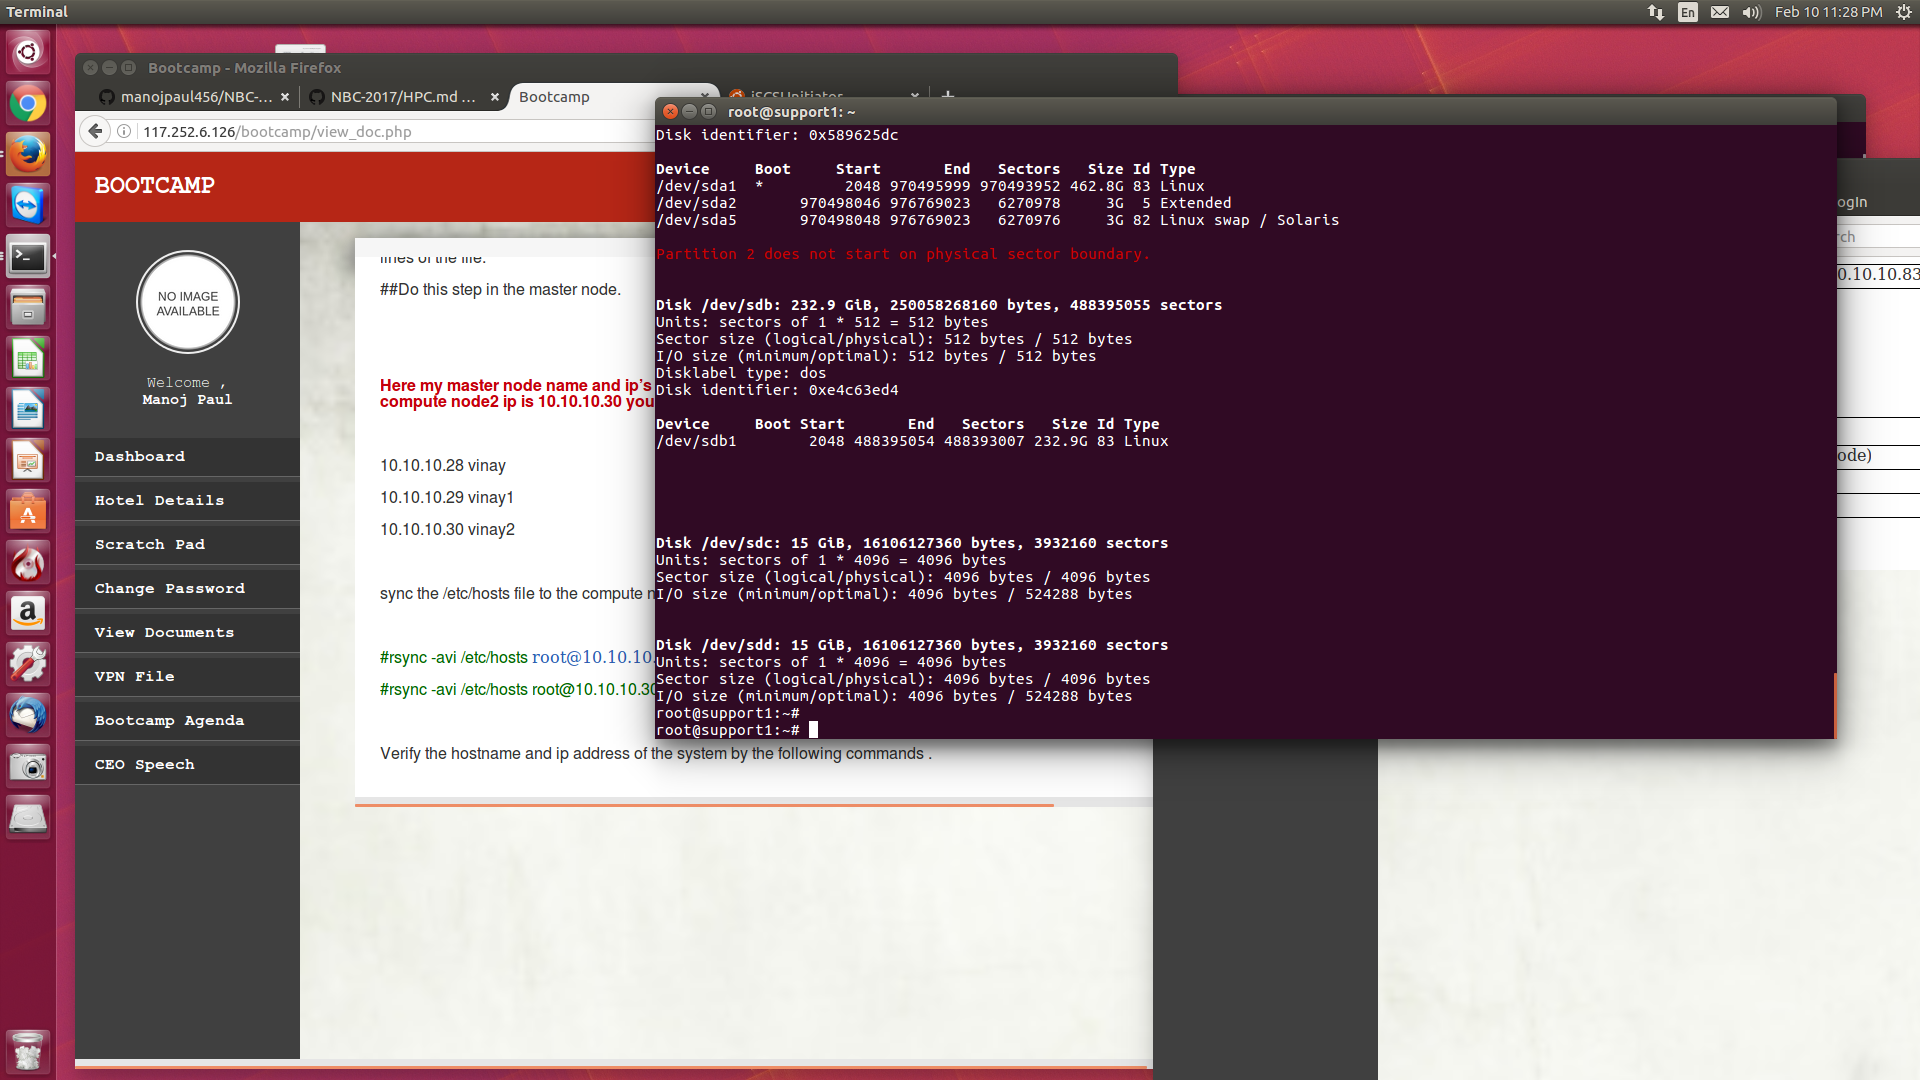 Terminal
En
Feb 10 11:28 PM
Bootcamp - Mozilla Firefox
manojpaul456/NBC-...
NBC-2017/HPC.md ...
Bootcamp
117.252.6.126/bootcamp/view_doc.php
BOOTCAMP
NO IMAGE
AVAILABLE
Welcome ,
Manoj Paul
Dashboard
Hotel Details
Scratch Pad
Change Password
View Documents
VPN File
Bootcamp Agenda
CEO Speech
lines of the file.
##Do this step in the master node.
Here my master node name and ip's
compute node2 ip is 10.10.10.30 you
10.10.10.28 vinay
10.10.10.29 vinay1
10.10.10.30 vinay2
sync the /etc/hosts file to the compute n
#rsync -avi /etc/hosts root@10.10.10.
#rsync -avi /etc/hosts root@10.10.10.30
Verify the hostname and ip address of the system by the following commands .
root@support1: ~
Disk identifier: 0x589625dc
Device     Boot     Start       End   Sectors   Size Id Type
/dev/sda1  *         2048 970495999 970493952 462.8G 83 Linux
/dev/sda2       970498046 976769023   6270978     3G  5 Extended
/dev/sda5       970498048 976769023   6270976     3G 82 Linux swap / Solaris
Partition 2 does not start on physical sector boundary.
Disk /dev/sdb: 232.9 GiB, 250058268160 bytes, 488395055 sectors
Units: sectors of 1 * 512 = 512 bytes
Sector size (logical/physical): 512 bytes / 512 bytes
I/O size (minimum/optimal): 512 bytes / 512 bytes
Disklabel type: dos
Disk identifier: 0xe4c63ed4
Device     Boot Start       End   Sectors   Size Id Type
/dev/sdb1        2048 488395054 488393007 232.9G 83 Linux
Disk /dev/sdc: 15 GiB, 16106127360 bytes, 3932160 sectors
Units: sectors of 1 * 4096 = 4096 bytes
Sector size (logical/physical): 4096 bytes / 4096 bytes
I/O size (minimum/optimal): 4096 bytes / 524288 bytes
Disk /dev/sdd: 15 GiB, 16106127360 bytes, 3932160 sectors
Units: sectors of 1 * 4096 = 4096 bytes
Sector size (logical/physical): 4096 bytes / 4096 bytes
I/O size (minimum/optimal): 4096 bytes / 524288 bytes
root@support1:~#
root@support1:~#
ogIn
rch
0.10.10.83
ode)